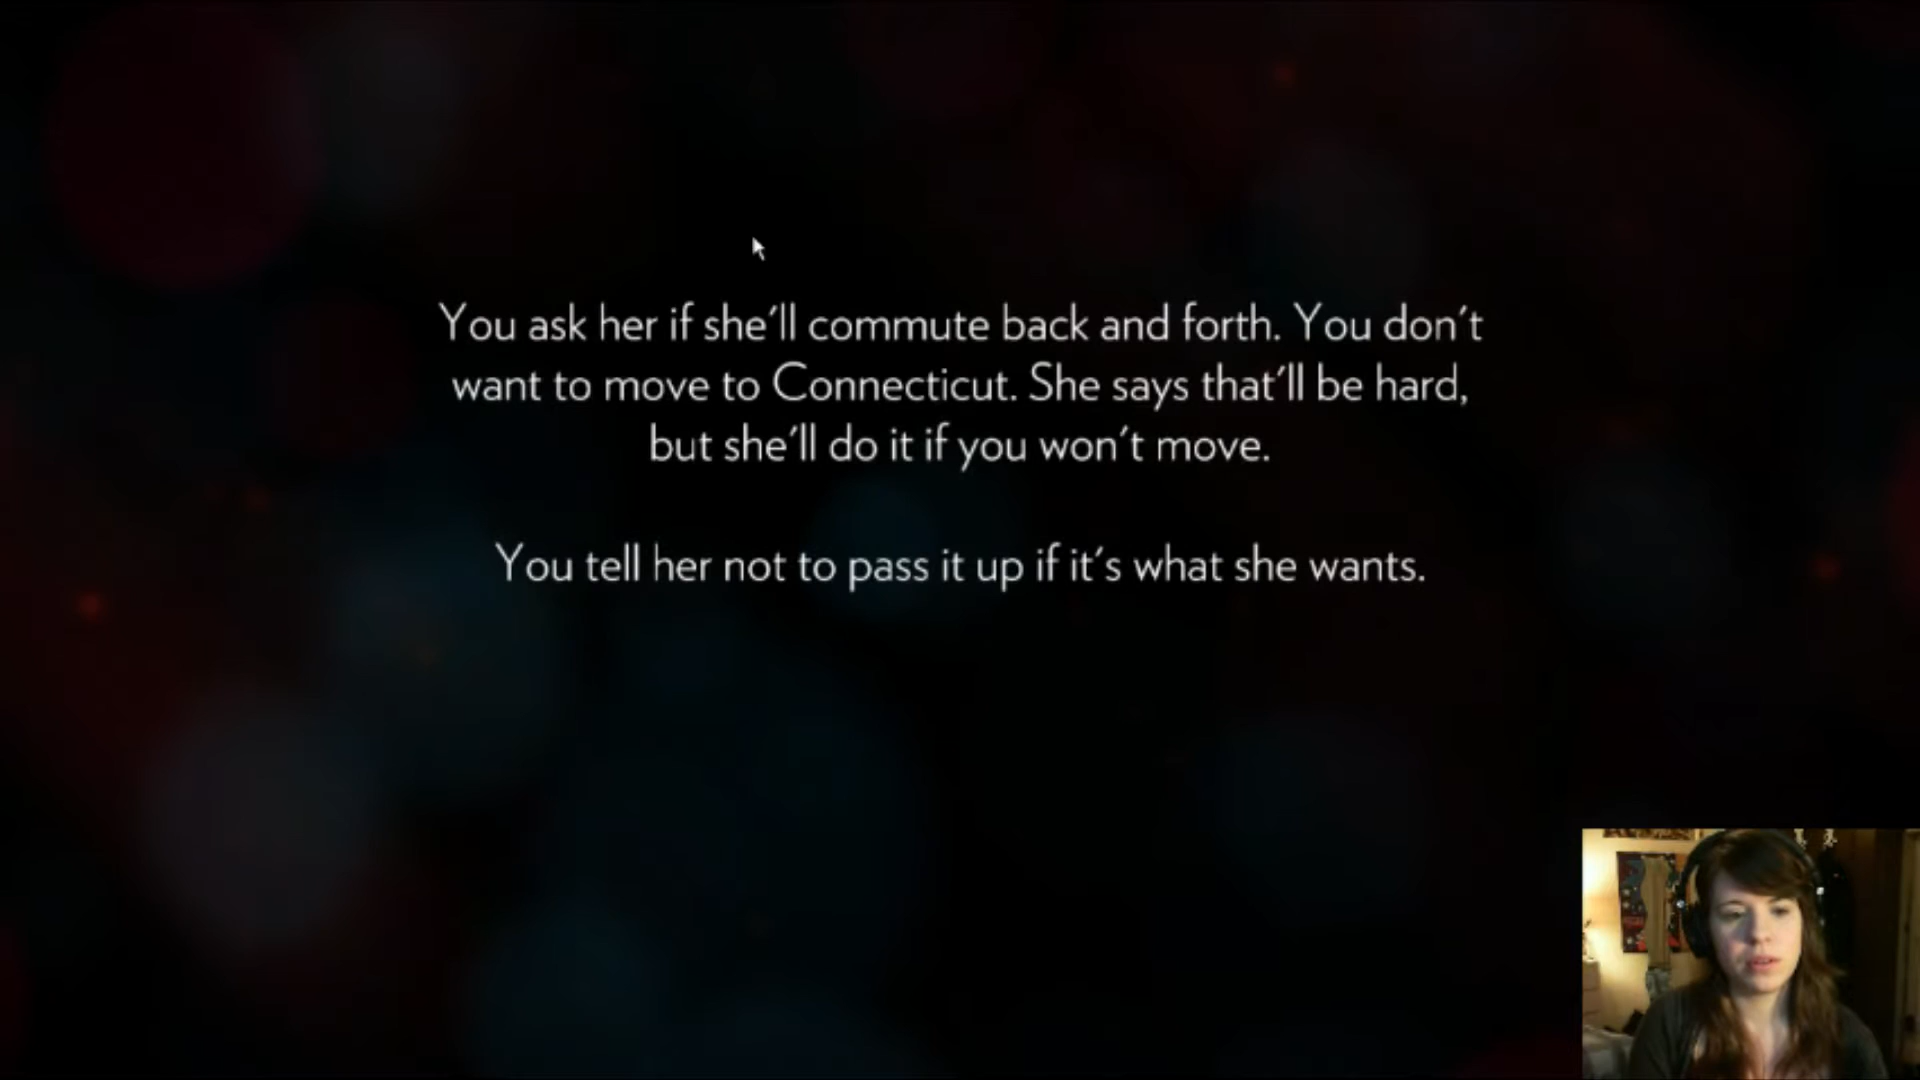 You ask her if she'll commute back and forth. You don't
want to move to Connecticut. She says that'll be hard,
but she'll do it if you won't move.
You tell her not to pass it up if it's what she wants.